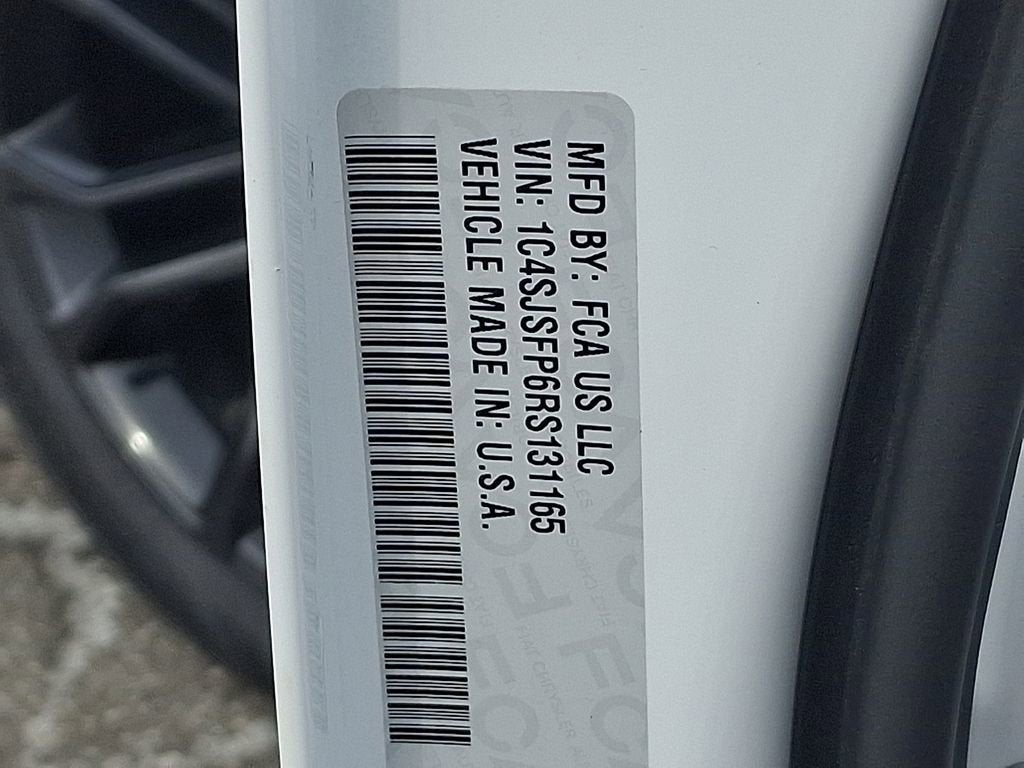 MFD BY: FCA US LLC
VIN: 1C4SJSFP6RS131165
VEHICLE MADE IN: U.S.A.